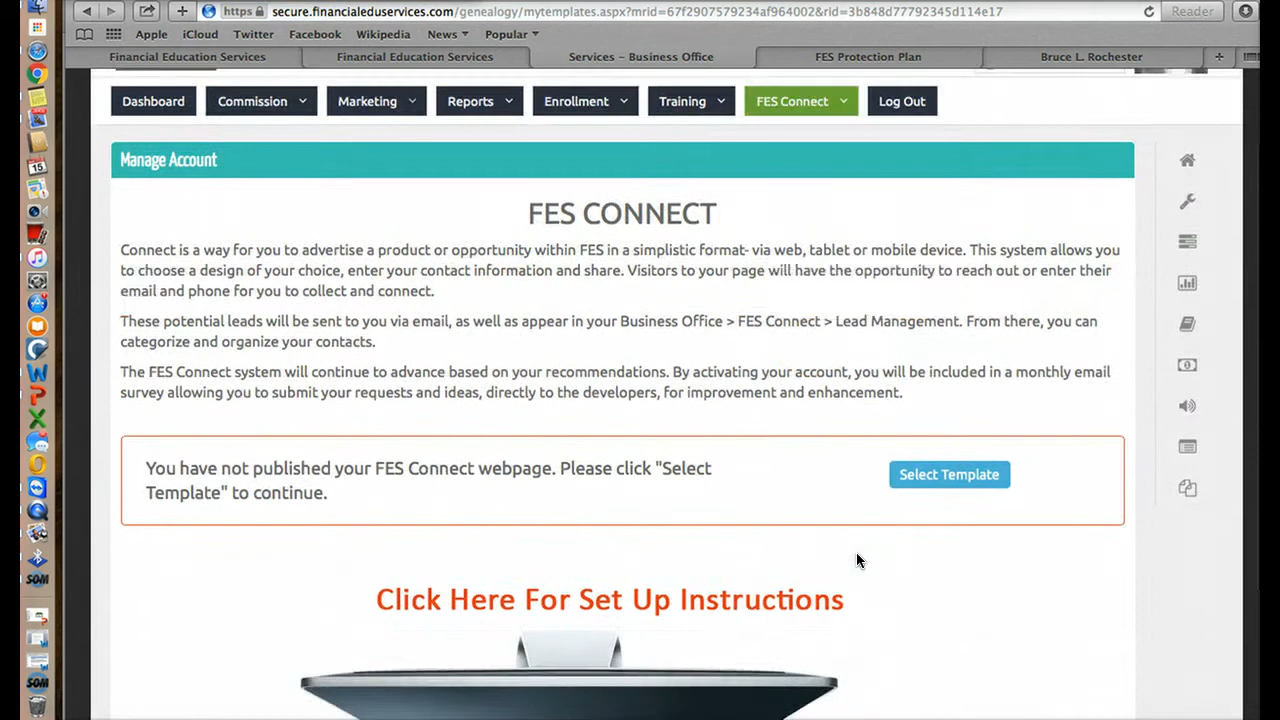 https secure.financialeduservices.com/genealogy/mytemplates.aspx?mrid=67f2907579234af964002&rid=3b848d77792345d114e17 Reader
Apple iCloud Twitter Facebook Wikipedia News Popular
Financial Education Services Financial Education Services Services – Business Office FES Protection Plan Bruce L. Rochester
Dashboard Commission Marketing Reports Enrollment Training FES Connect Log Out
Manage Account
FES CONNECT
Connect is a way for you to advertise a product or opportunity within FES in a simplistic format- via web, tablet or mobile device. This system allows you
to choose a design of your choice, enter your contact information and share. Visitors to your page will have the opportunity to reach out or enter their
email and phone for you to collect and connect.
These potential leads will be sent to you via email, as well as appear in your Business Office > FES Connect > Lead Management. From there, you can
categorize and organize your contacts.
The FES Connect system will continue to advance based on your recommendations. By activating your account, you will be included in a monthly email
survey allowing you to submit your requests and ideas, directly to the developers, for improvement and enhancement.
You have not published your FES Connect webpage. Please click "Select
Template" to continue.
Select Template
Click Here For Set Up Instructions
15
SOM
SOM